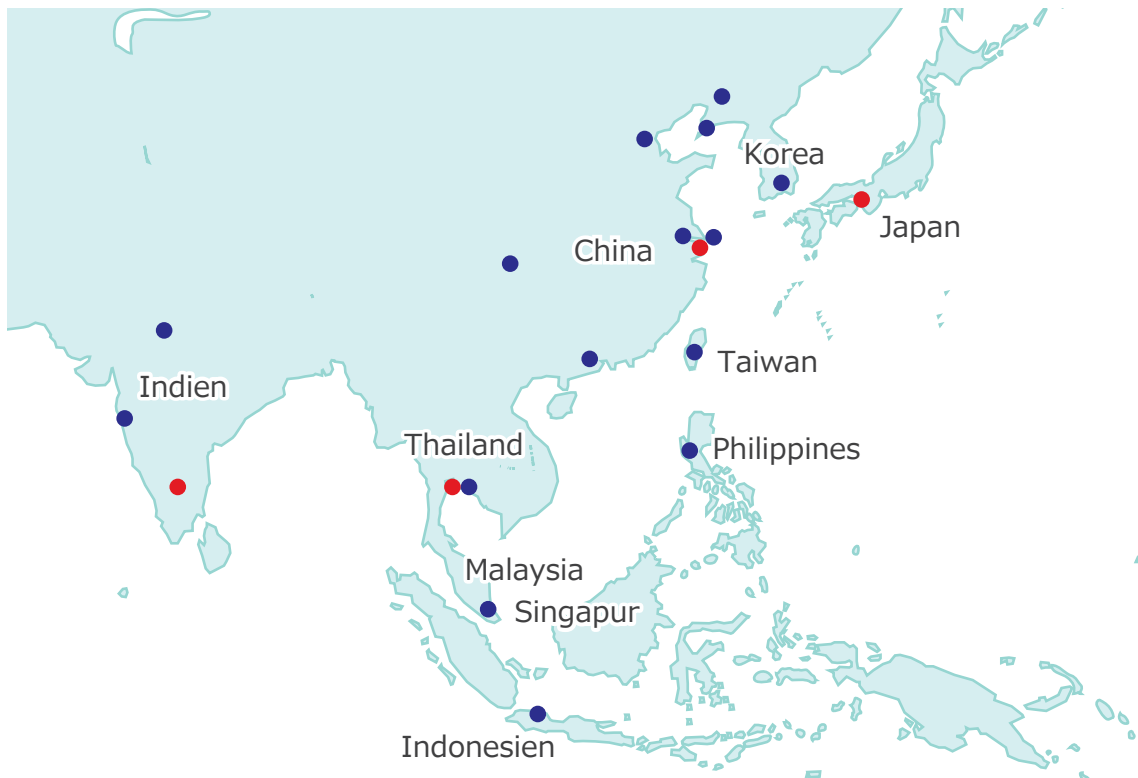 Korea
Japan
China
Taiwan
Indien
Thailand
Philippines
Malaysia
Singapur
Indonesien